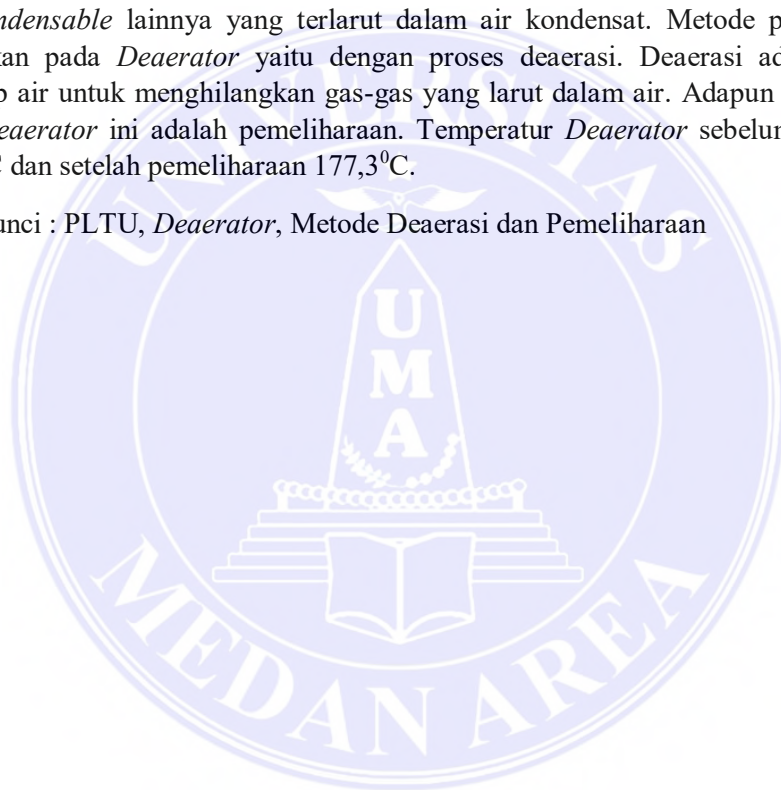 ndensable lainnya yang terlarut dalam air kondensat. Metode p
kan pada Deaerator yaitu dengan proses deaerasi. Deaerasi ad
air untuk menghilangkan gas-gas yang larut dalam air. Adapun
eaerator ini adalah pemeliharaan. Temperatur Deaerator sebelun
dan setelah pemeliharaan 177,3⁰C.
unci : PLTU, Deaerator, Metode Deaerasi dan Pemeliharaan
UNIVERSITAS
UMA
MEDAN AREA